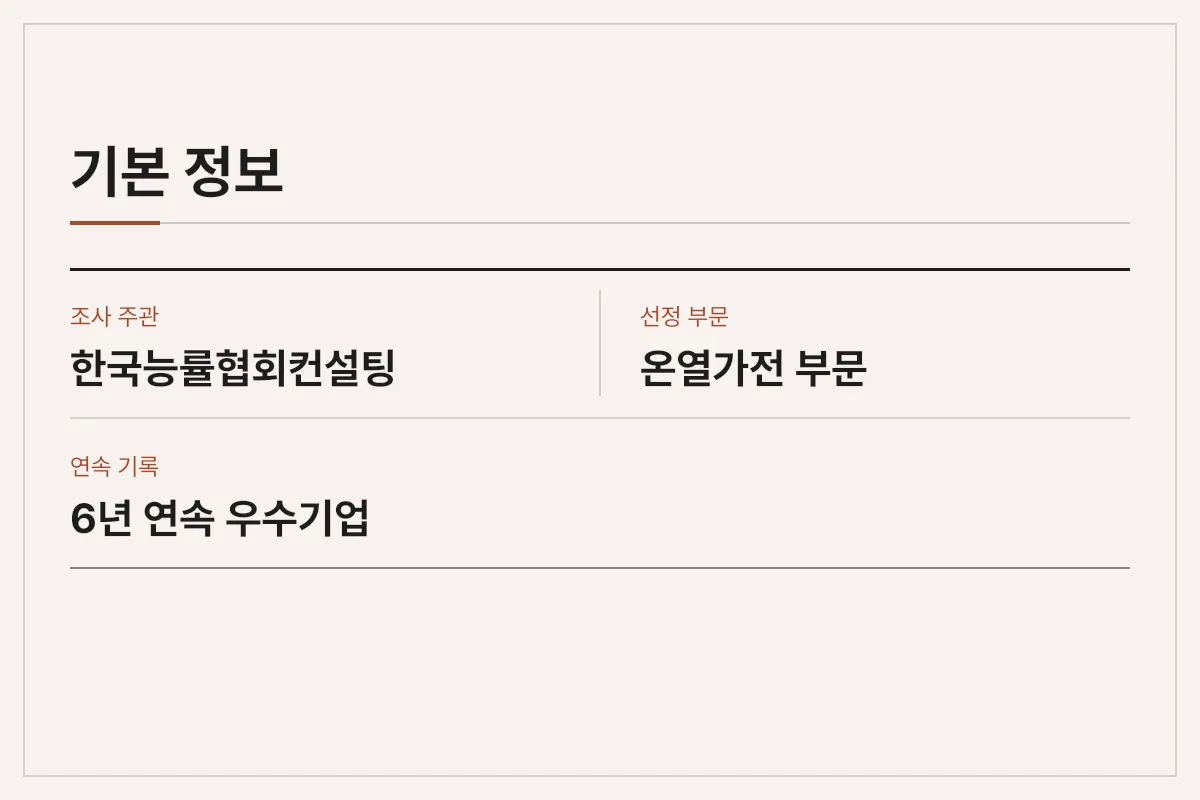 기본 정보
조사 주관
한국능률협회컨설팅
선정 부문
온열가전 부문
연속 기록
6년 연속 우수기업